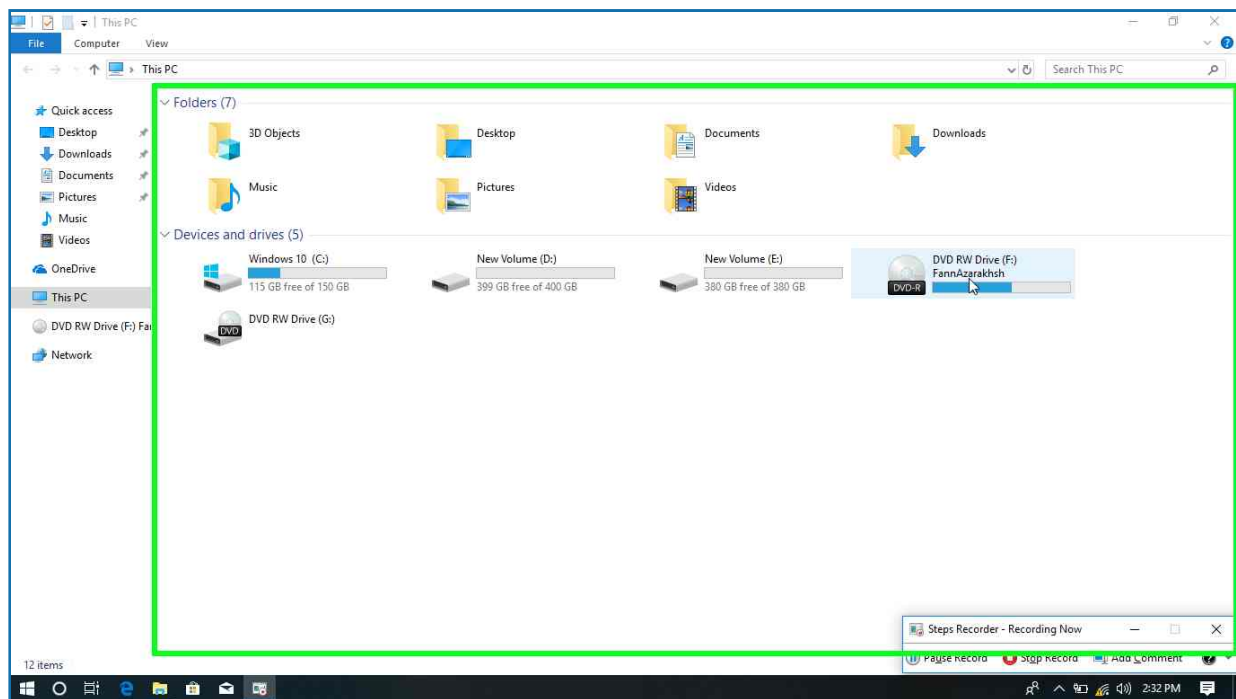 This PC
File Computer View
This PC
Search This PC
Quick access
Desktop
Downloads
Documents
Pictures
Music
Videos
OneDrive
This PC
DVD RW Drive (F:) Fan
Network
Folders (7)
3D Objects
Desktop
Documents
Downloads
Music
Pictures
Videos
Devices and drives (5)
Windows 10 (C:)
115 GB free of 150 GB
New Volume (D:)
399 GB free of 400 GB
New Volume (E:)
380 GB free of 380 GB
DVD RW Drive (F:)
FannAzarakhsh
DVD-R
DVD RW Drive (G:)
DVD
Steps Recorder - Recording Now
Pause Record Stop Record Add Comment
12 items
2:32 PM